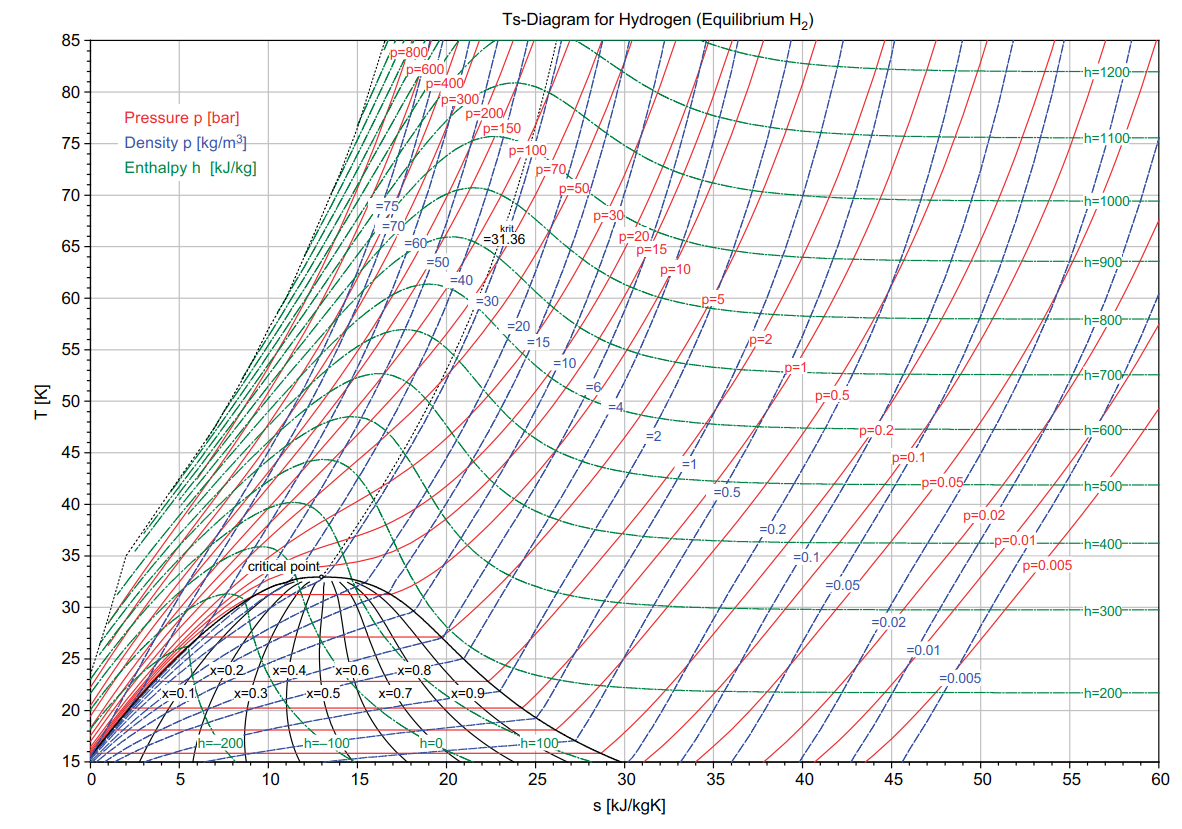 Ts-Diagram for Hydrogen (Equilibrium H₂)
85
80
75
70
65
60
55
50
45
40
35
30
25
20
15
T [K]
Pressure p [bar]
Density p [kg/m³]
Enthalpy h [kJ/kg]
p=800
p=600
p=400
p=300
p=200
p=150
p=100
p=70
p=50
p=30
p=20
p=15
p=10
p=5
p=2
p=1
p=0.5
p=0.2
p=0.1
p=0.05
p=0.02
p=0.01
p=0.005
=75
=70
=60
=50
=40
krit.
=31.36
=30
=20
=15
=10
=6
=4
=2
=1
=0.5
=0.2
=0.1
=0.05
=0.02
=0.01
=0.005
h=1200
h=1100
h=1000
h=900
h=800
h=700
h=600
h=500
h=400
h=300
h=200
critical point
x=0.2 x=0.4 x=0.6 x=0.8
x=0.1 x=0.3 x=0.5 x=0.7 x=0.9
h=-200 h=-100 h=0 h=100
0 5 10 15 20 25 30 35 40 45 50 55 60
s [kJ/kgK]